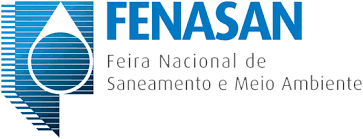 FENASAN
Feira Nacional de
Saneamento e Meio Ambiente